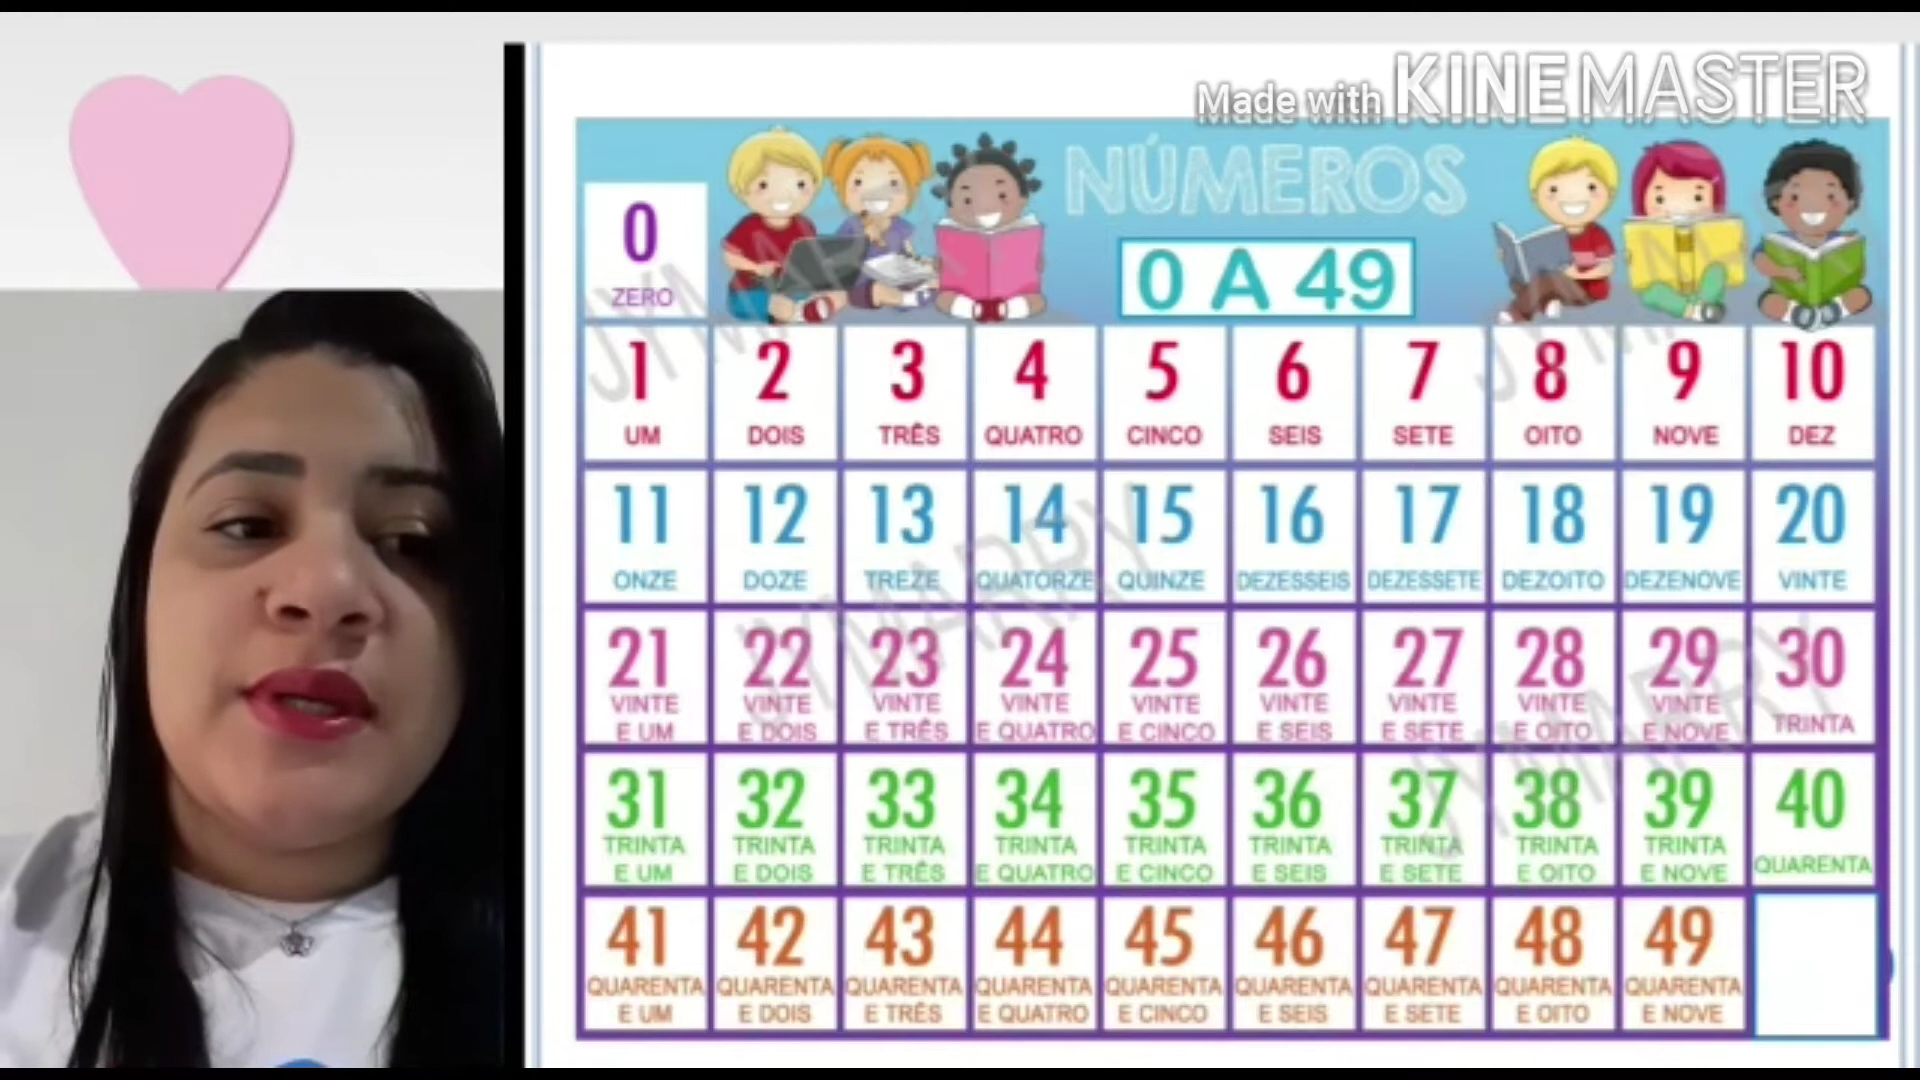 Made with KINEMASTER
NÚMEROS
0 A 49
0
ZERO
1 2 3 4 5 6 7 8 9 10
UM DOIS TRÊS QUATRO CINCO SEIS SETE OITO NOVE DEZ
11 12 13 14 15 16 17 18 19 20
ONZE DOZE TREZE QUATORZE QUINZE DEZESSEIS DEZESSETE DEZOITO DEZENOVE VINTE
21 22 23 24 25 26 27 28 29 30
VINTE VINTE VINTE VINTE VINTE VINTE VINTE VINTE VINTE TRINTA
E UM E DOIS E TRÊS E QUATRO E CINCO E SEIS E SETE E OITO E NOVE
31 32 33 34 35 36 37 38 39 40
TRINTA TRINTA TRINTA TRINTA TRINTA TRINTA TRINTA TRINTA TRINTA QUARENTA
E UM E DOIS E TRÊS E QUATRO E CINCO E SEIS E SETE E OITO E NOVE
41 42 43 44 45 46 47 48 49
QUARENTA QUARENTA QUARENTA QUARENTA QUARENTA QUARENTA QUARENTA QUARENTA QUARENTA
E UM E DOIS E TRÊS E QUATRO E CINCO E SEIS E SETE E OITO E NOVE
JYMARRY